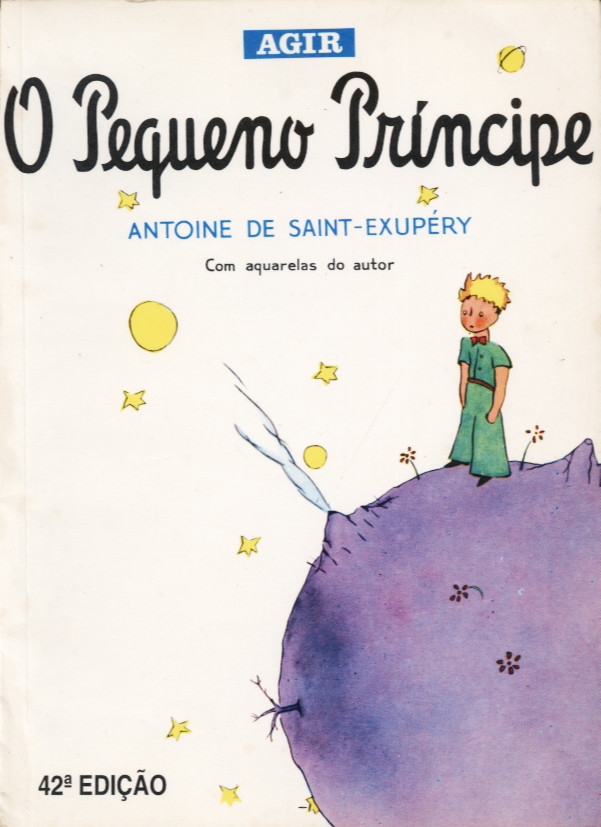 AGIR
O Pequeno Príncipe
ANTOINE DE SAINT-EXUPÉRY
Com aquarelas do autor
42ª EDIÇÃO